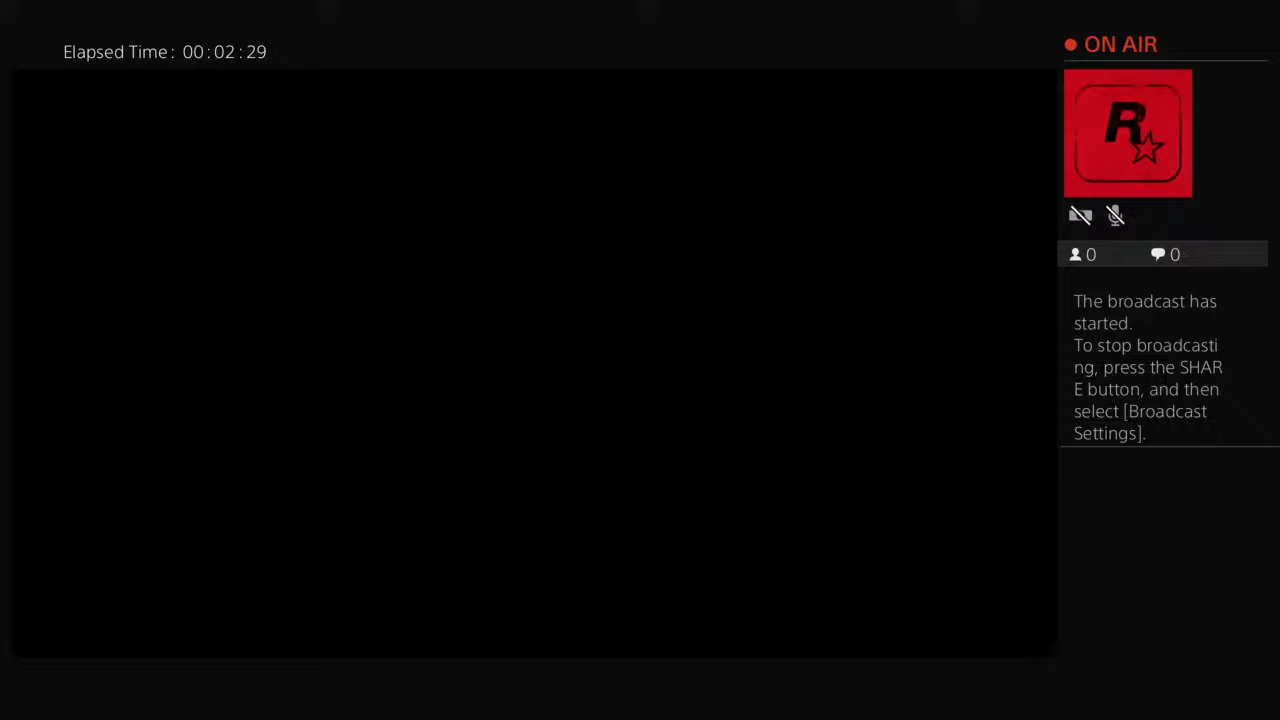 Elapsed Time: 00:02:29
ON AIR
R
0 0
The broadcast has
started.
To stop broadcasti
ng, press the SHAR
E button, and then
select [Broadcast
Settings].